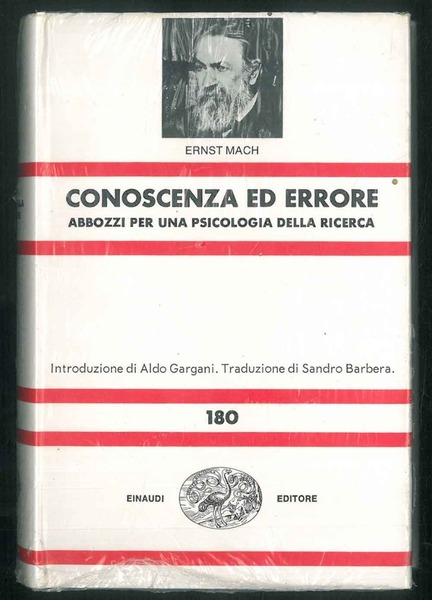 ERNST MACH
CONOSCENZA ED ERRORE
ABBOZZI PER UNA PSICOLOGIA DELLA RICERCA
Introduzione di Aldo Gargani. Traduzione di Sandro Barbera.
180
EINAUDI EDITORE